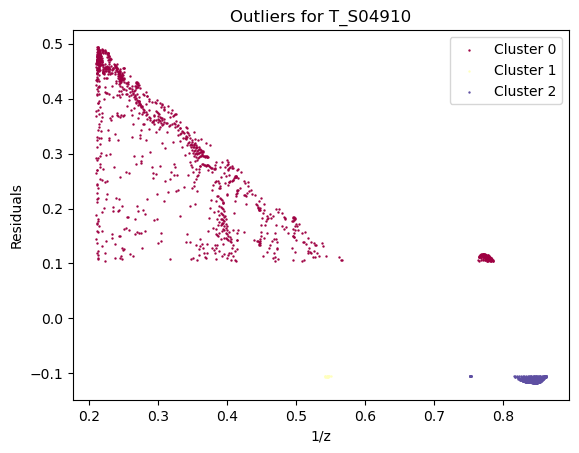 Outliers for T_S04910
Cluster 0
Cluster 1
Cluster 2
Residuals
0.5
0.4
0.3
0.2
0.1
0.0
−0.1
0.2 0.3 0.4 0.5 0.6 0.7 0.8
1/z